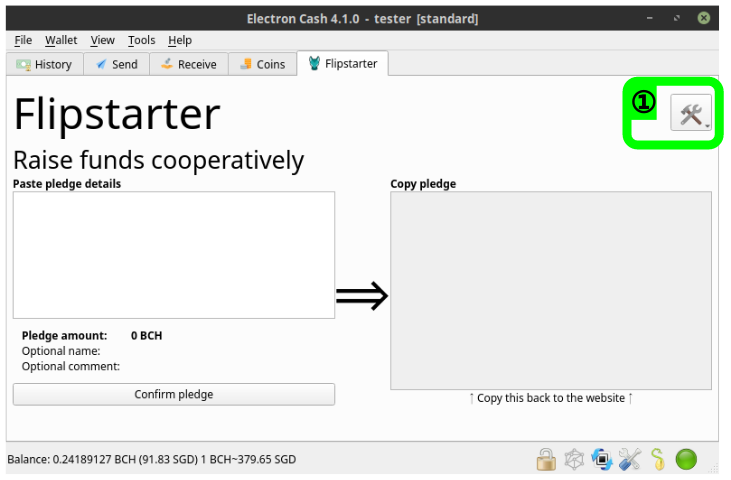 Electron Cash 4.1.0 - tester [standard]
File Wallet View Tools Help
History Send Receive Coins Flipstarter
Flipstarter
①
Raise funds cooperatively
Paste pledge details
Copy pledge
⇒
Pledge amount: 0 BCH
Optional name:
Optional comment:
Confirm pledge
↑ Copy this back to the website ↑
Balance: 0.24189127 BCH (91.83 SGD) 1 BCH~379.65 SGD